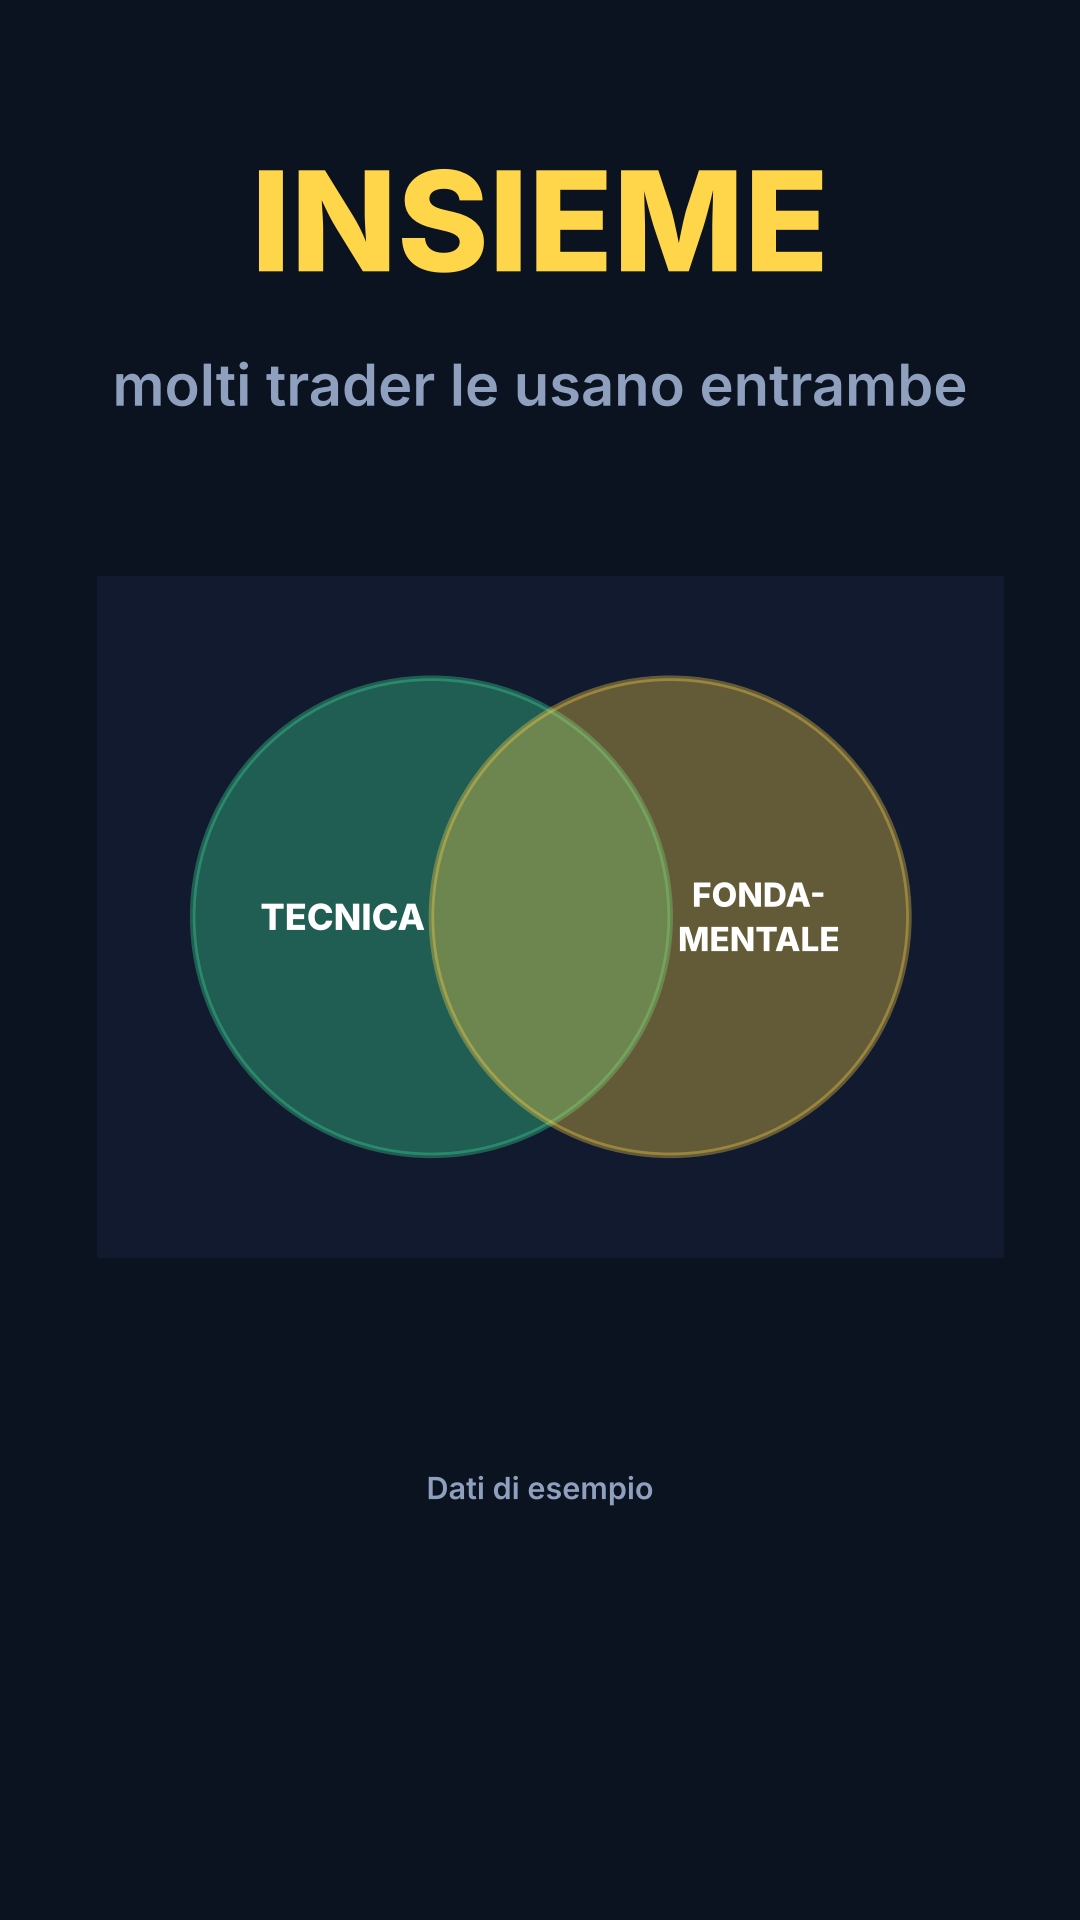 INSIEME
molti trader le usano entrambe
TECNICA
FONDA-
MENTALE
Dati di esempio